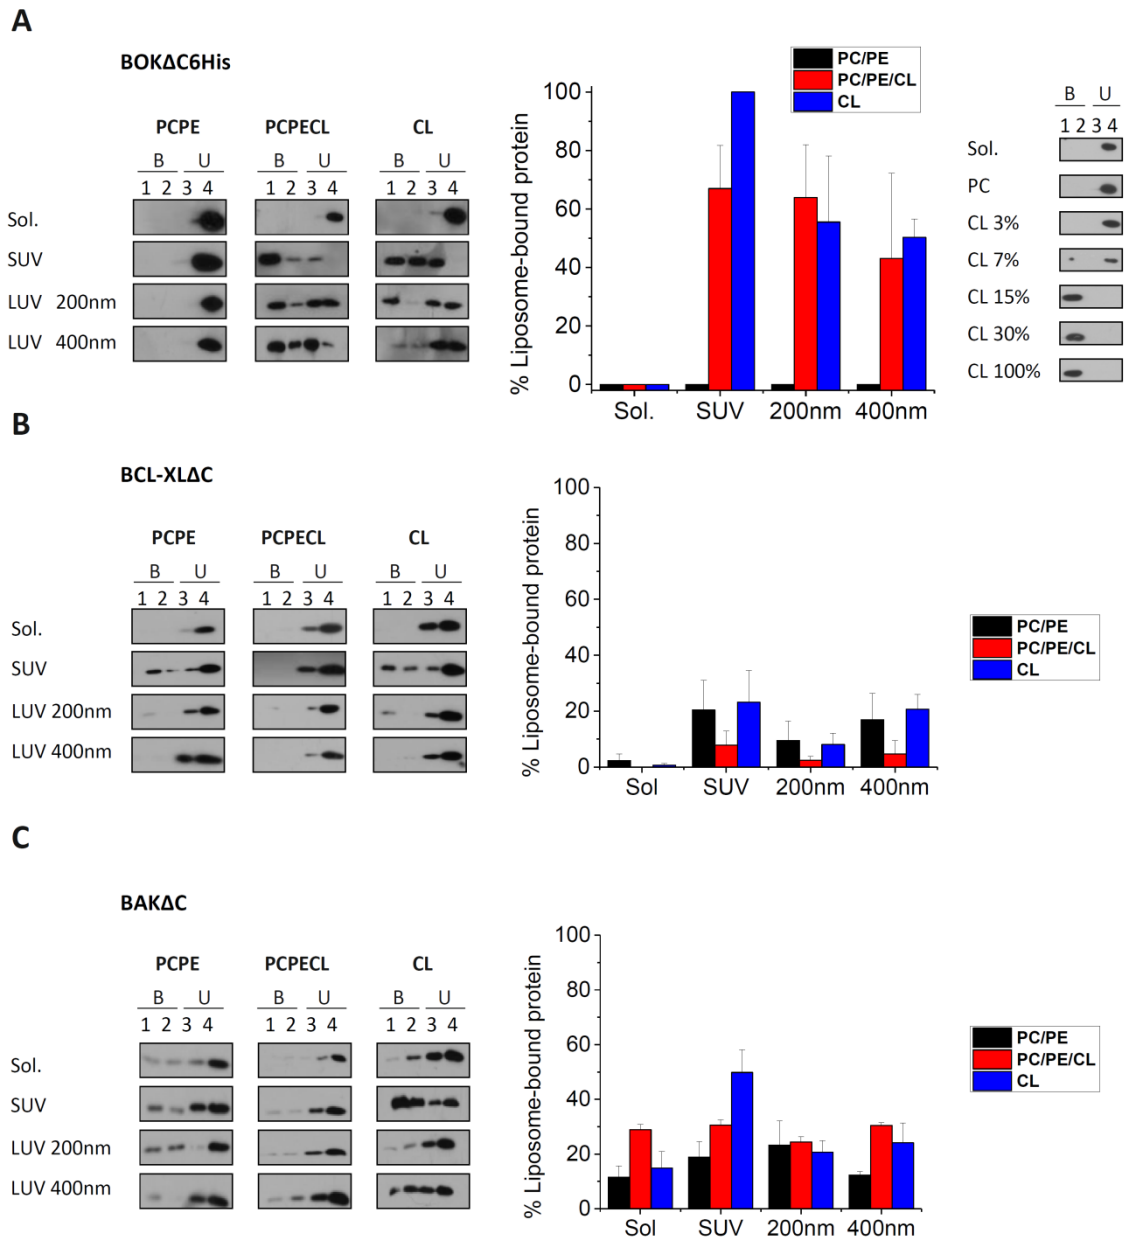 A
BOKΔC6His
PCPE PCPECL CL
B U B U B U
1 2 3 4 1 2 3 4 1 2 3 4
Sol.
SUV
LUV 200nm
LUV 400nm
% Liposome-bound protein
100
80
60
40
20
0
Sol. SUV 200nm 400nm
PC/PE
PC/PE/CL
CL
B U
1 2 3 4
Sol.
PC
CL 3%
CL 7%
CL 15%
CL 30%
CL 100%
B
BCL-XLΔC
PCPE PCPECL CL
B U B U B U
1 2 3 4 1 2 3 4 1 2 3 4
Sol.
SUV
LUV 200nm
LUV 400nm
% Liposome-bound protein
100
80
60
40
20
0
Sol SUV 200nm 400nm
PC/PE
PC/PE/CL
CL
C
BAKΔC
PCPE PCPECL CL
B U B U B U
1 2 3 4 1 2 3 4 1 2 3 4
Sol.
SUV
LUV 200nm
LUV 400nm
% Liposome-bound protein
100
80
60
40
20
0
Sol SUV 200nm 400nm
PC/PE
PC/PE/CL
CL